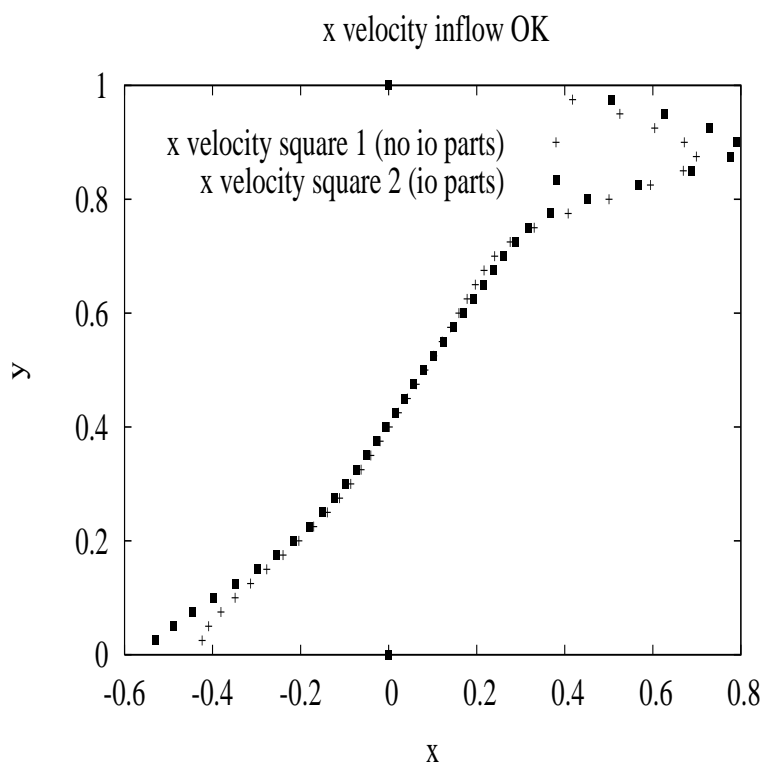 x velocity inflow OK
1
x velocity square 1 (no io parts)
x velocity square 2 (io parts)
0.8
0.6
y
0.4
0.2
0
-0.6 -0.4 -0.2 0 0.2 0.4 0.6 0.8
x